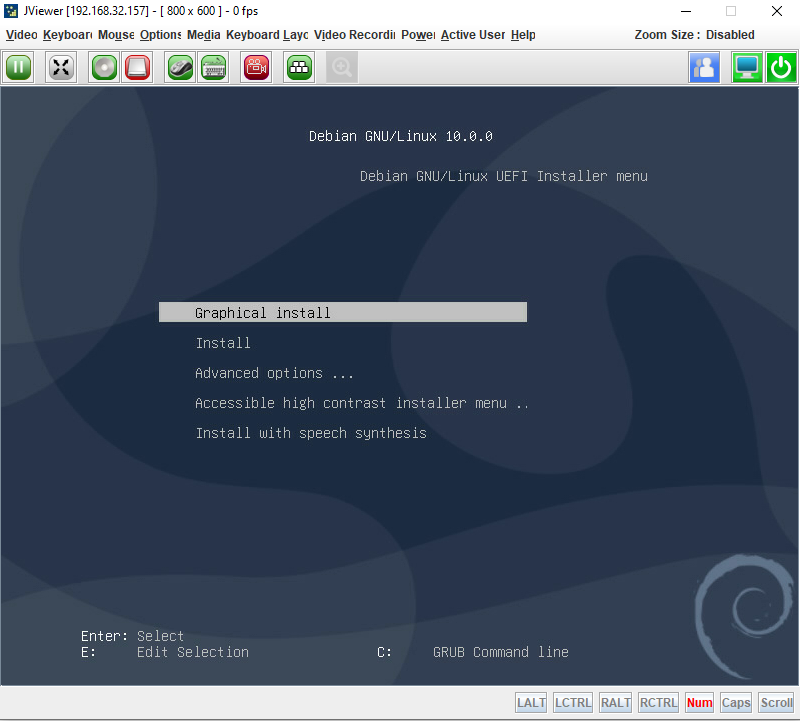 JViewer [192.168.32.157] - [ 800 x 600 ] - 0 fps
Video Keyboar Mouse Options Media Keyboard Layo Video Recordin Power Active User Help Zoom Size : Disabled
Debian GNU/Linux 10.0.0
Debian GNU/Linux UEFI Installer menu
Graphical install
Install
Advanced options ...
Accessible high contrast installer menu ..
Install with speech synthesis
Enter: Select
E: Edit Selection C: GRUB Command line
LALT LCTRL RALT RCTRL Num Caps Scroll